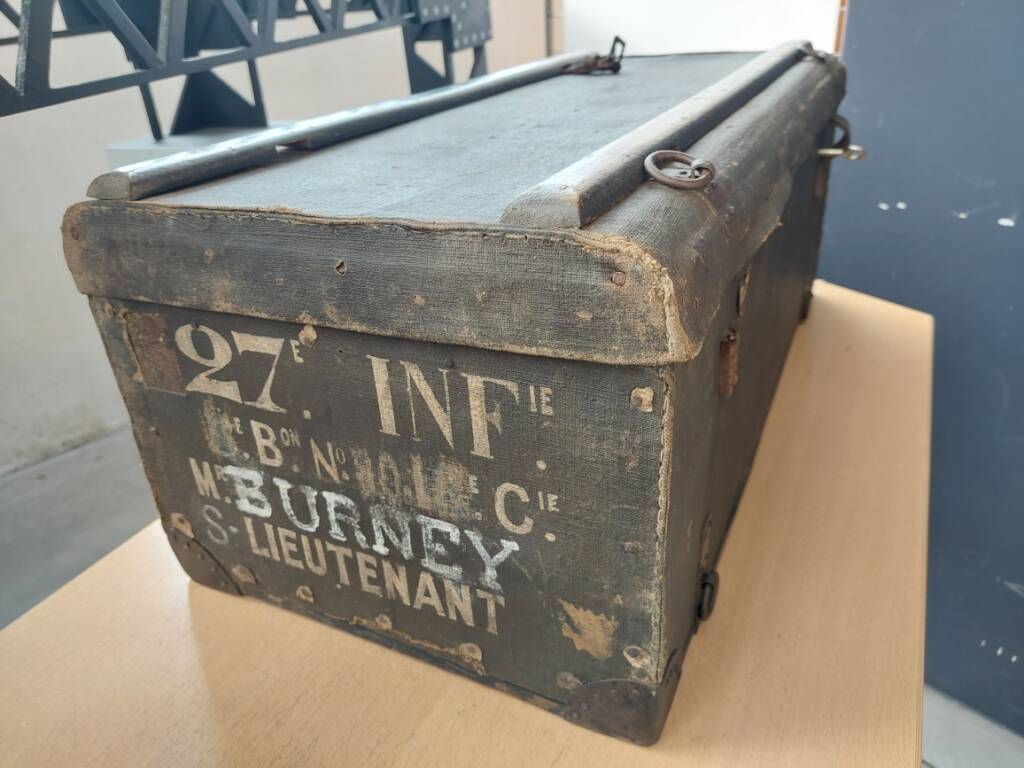 27E. INFIE.
E. BON. No. CIE.
Mr. BURNEY
S- LIEUTENANT